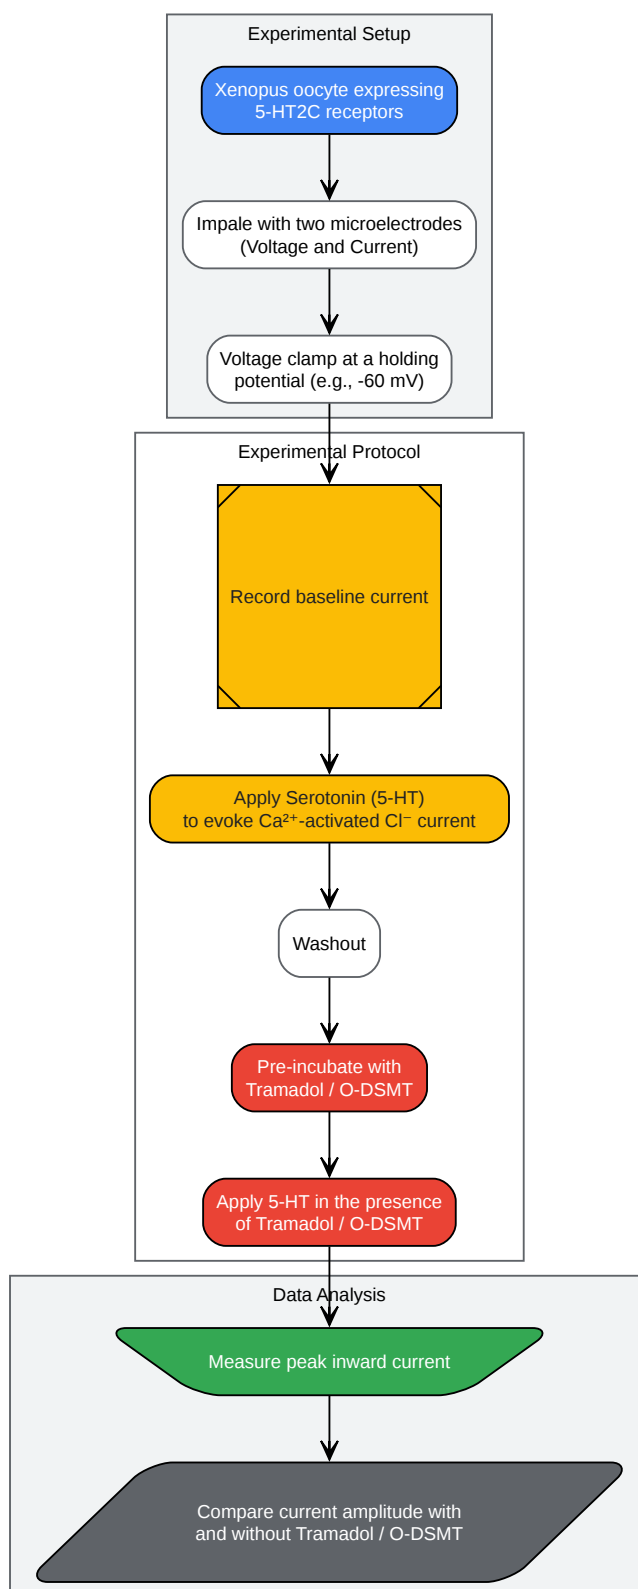 Experimental Setup
Xenopus oocyte expressing
5-HT2C receptors
Impale with two microelectrodes
(Voltage and Current)
Voltage clamp at a holding
potential (e.g., -60 mV)
Experimental Protocol
Record baseline current
Apply Serotonin (5-HT)
to evoke Ca²⁺-activated Cl⁻ current
Washout
Pre-incubate with
Tramadol / O-DSMT
Apply 5-HT in the presence
of Tramadol / O-DSMT
Data Analysis
Measure peak inward current
Compare current amplitude with
and without Tramadol / O-DSMT